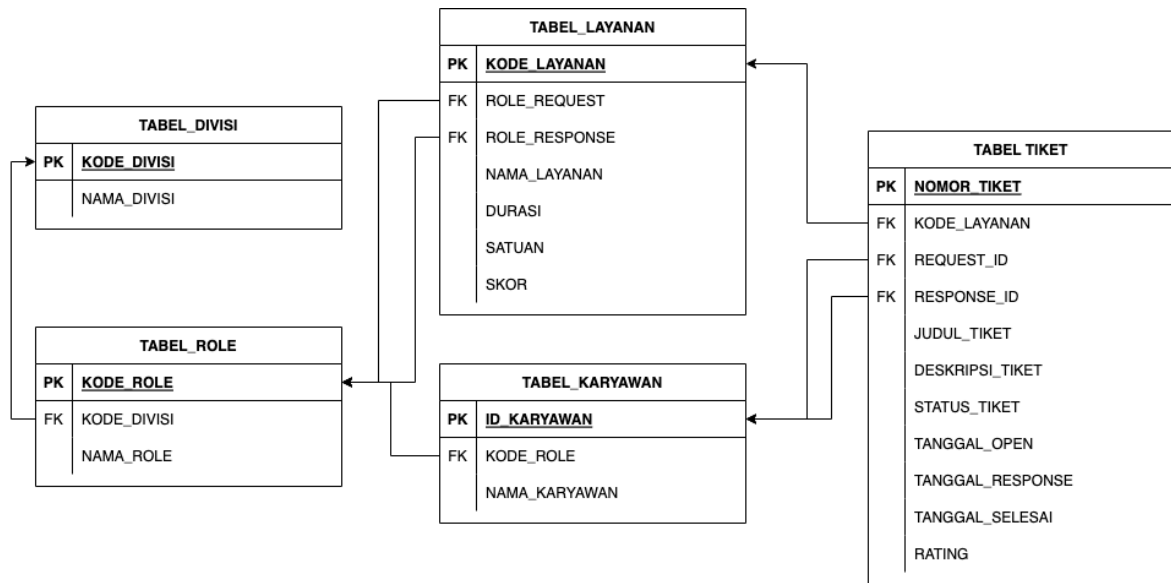 TABEL_LAYANAN
PK KODE_LAYANAN
FK ROLE_REQUEST
FK ROLE_RESPONSE
NAMA_LAYANAN
DURASI
SATUAN
SKOR
TABEL_DIVISI
PK KODE_DIVISI
NAMA_DIVISI
TABEL_ROLE
PK KODE_ROLE
FK KODE_DIVISI
NAMA_ROLE
TABEL_KARYAWAN
PK ID_KARYAWAN
FK KODE_ROLE
NAMA_KARYAWAN
TABEL TIKET
PK NOMOR_TIKET
FK KODE_LAYANAN
FK REQUEST_ID
FK RESPONSE_ID
JUDUL_TIKET
DESKRIPSI_TIKET
STATUS_TIKET
TANGGAL_OPEN
TANGGAL_RESPONSE
TANGGAL_SELESAI
RATING